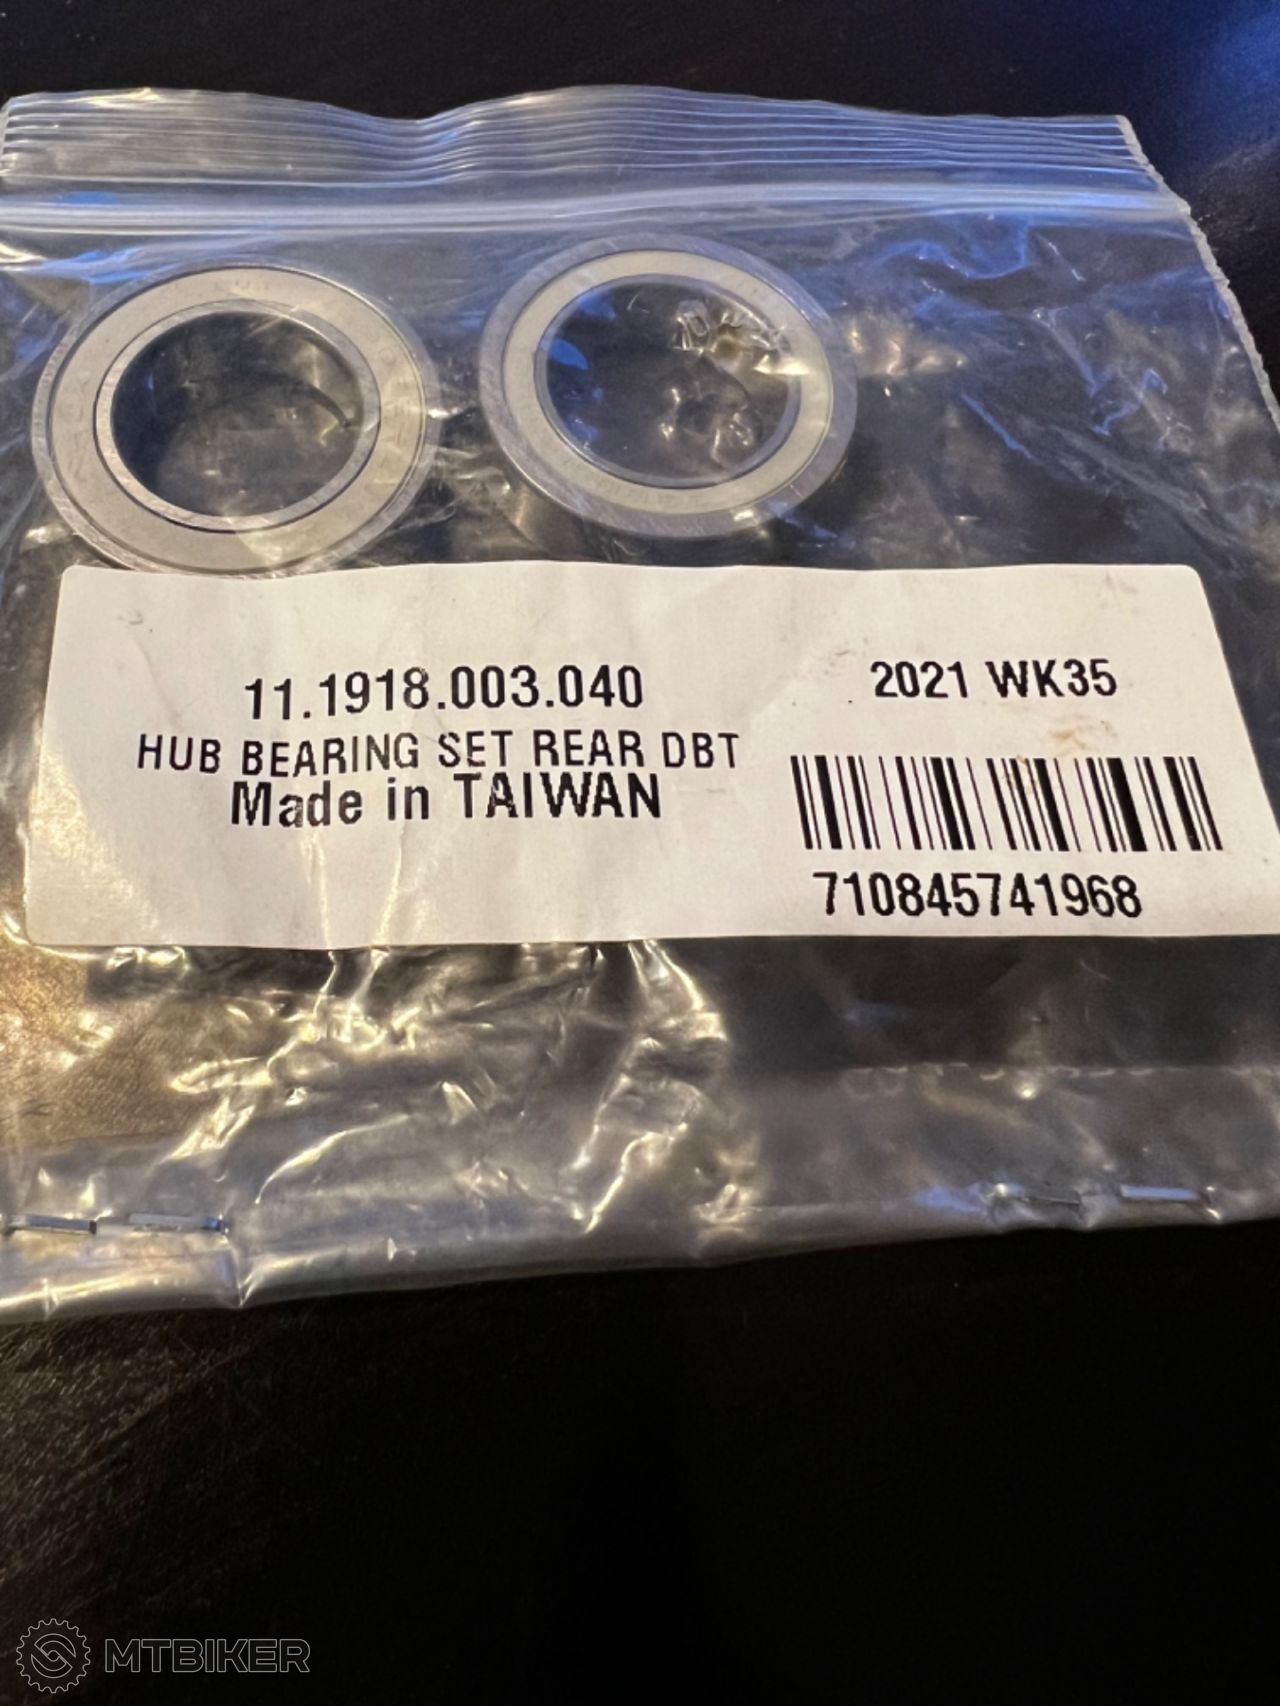 11.1918.003.040
HUB BEARING SET REAR DBT
Made in TAIWAN
2021 WK35
710845741968
MTBIKER